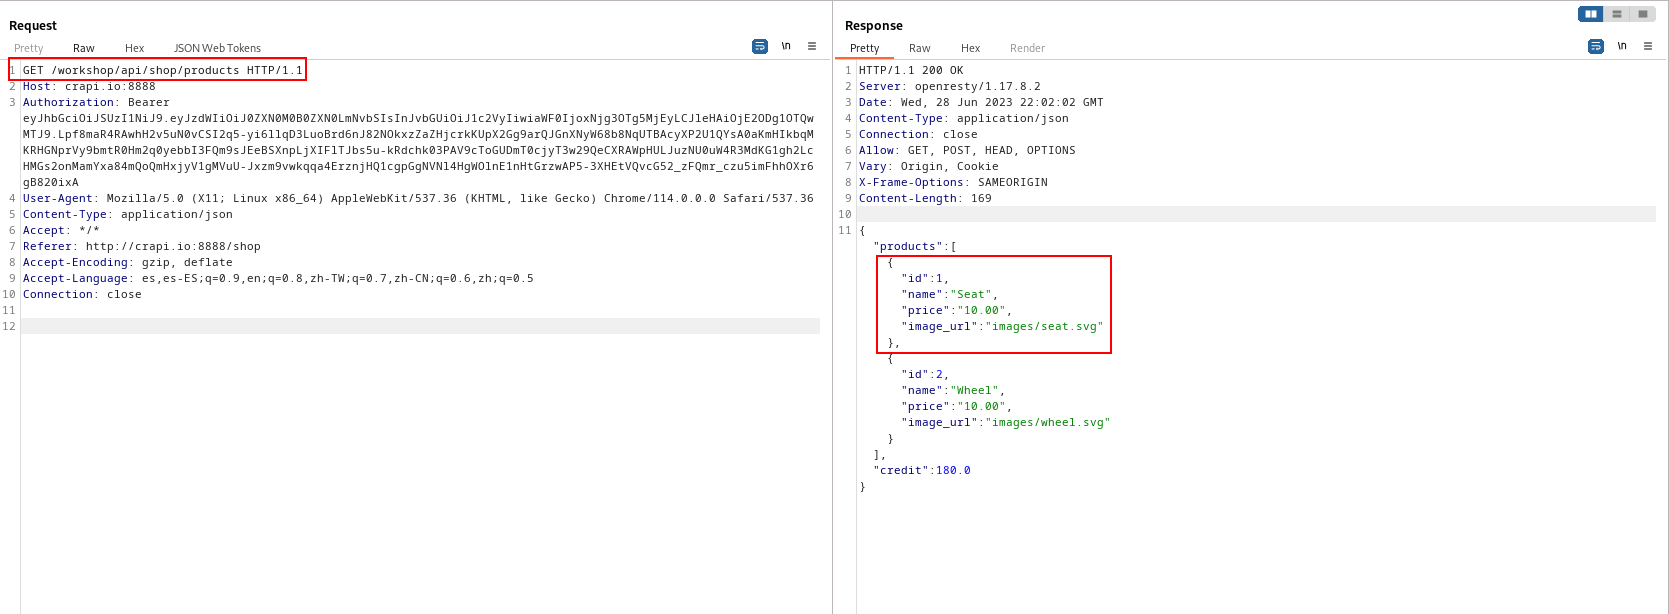 Request
Pretty Raw Hex JSON Web Tokens \n
1 GET /workshop/api/shop/products HTTP/1.1
2 Host: crapi.io:8888
3 Authorization: Bearer
eyJhbGciOiJSUzI1NiJ9.eyJzdWIiOiJ0ZXN0M0B0ZXN0LmNvbSIsInJvbGUiOiJ1c2VyIiwiaWF0IjoxNjg3OTg5MjEyLCJleHAiOjE2ODg1OTQw
MTJ9.Lpf8maR4RAwhH2v5uN0vCSI2q5-yi6l1qD3LuoBrd6nJ82NOkxzZaZHjcrkKUpX2Gg9arQJGnXNyW68b8NqUTBAcyXP2U1QYsA0aKmHIkbqM
KRHGNprVy9bmtR0Hm2q0yebbI3FQm9sJEeBSXnpLjXIFlTJbs5u-kRdchk03PAV9cToGUDmT0cjyT3w29QeCXRAWpHULJuzNU0uW4R3MdKG1gh2Lc
HMGs2onMamYxa84mQoQmHxjyV1gMVuU-Jxzm9vwkqqa4ErznjHQ1cgpGgNVNl4HgWOlnE1nHtGrzwAP5-3XHEtVQvcG52_zFQmr_czu5imFhhOXr6
gB820ixA
4 User-Agent: Mozilla/5.0 (X11; Linux x86_64) AppleWebKit/537.36 (KHTML, like Gecko) Chrome/114.0.0.0 Safari/537.36
5 Content-Type: application/json
6 Accept: */*
7 Referer: http://crapi.io:8888/shop
8 Accept-Encoding: gzip, deflate
9 Accept-Language: es,es-ES;q=0.9,en;q=0.8,zh-TW;q=0.7,zh-CN;q=0.6,zh;q=0.5
10 Connection: close
11
12
Response
Pretty Raw Hex Render \n
1 HTTP/1.1 200 OK
2 Server: openresty/1.17.8.2
3 Date: Wed, 28 Jun 2023 22:02:02 GMT
4 Content-Type: application/json
5 Connection: close
6 Allow: GET, POST, HEAD, OPTIONS
7 Vary: Origin, Cookie
8 X-Frame-Options: SAMEORIGIN
9 Content-Length: 169
10
11 {
"products":[
{
"id":1,
"name":"Seat",
"price":"10.00",
"image_url":"images/seat.svg"
},
{
"id":2,
"name":"Wheel",
"price":"10.00",
"image_url":"images/wheel.svg"
}
],
"credit":180.0
}